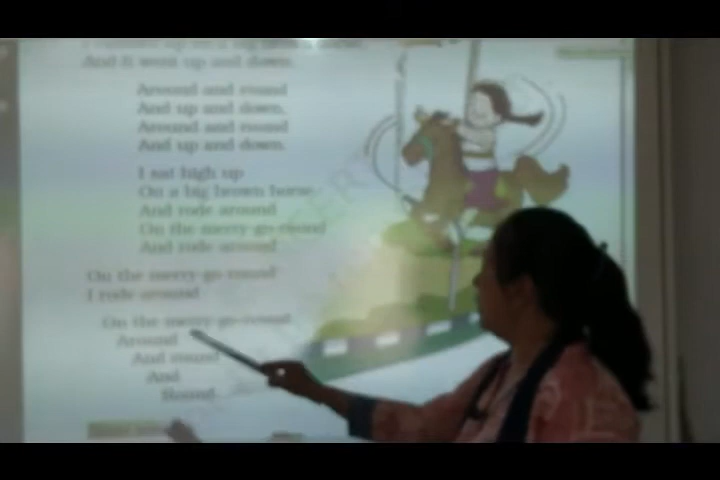 And it went up and down.
Around and round
And up and down.
Around and round
And up and down.
I sat high up
On a big brown horse
And rode around
On the merry-go-round
And rode around
On the merry-go-round
I rode around
On the merry-go-round
Around
And round
And
Round